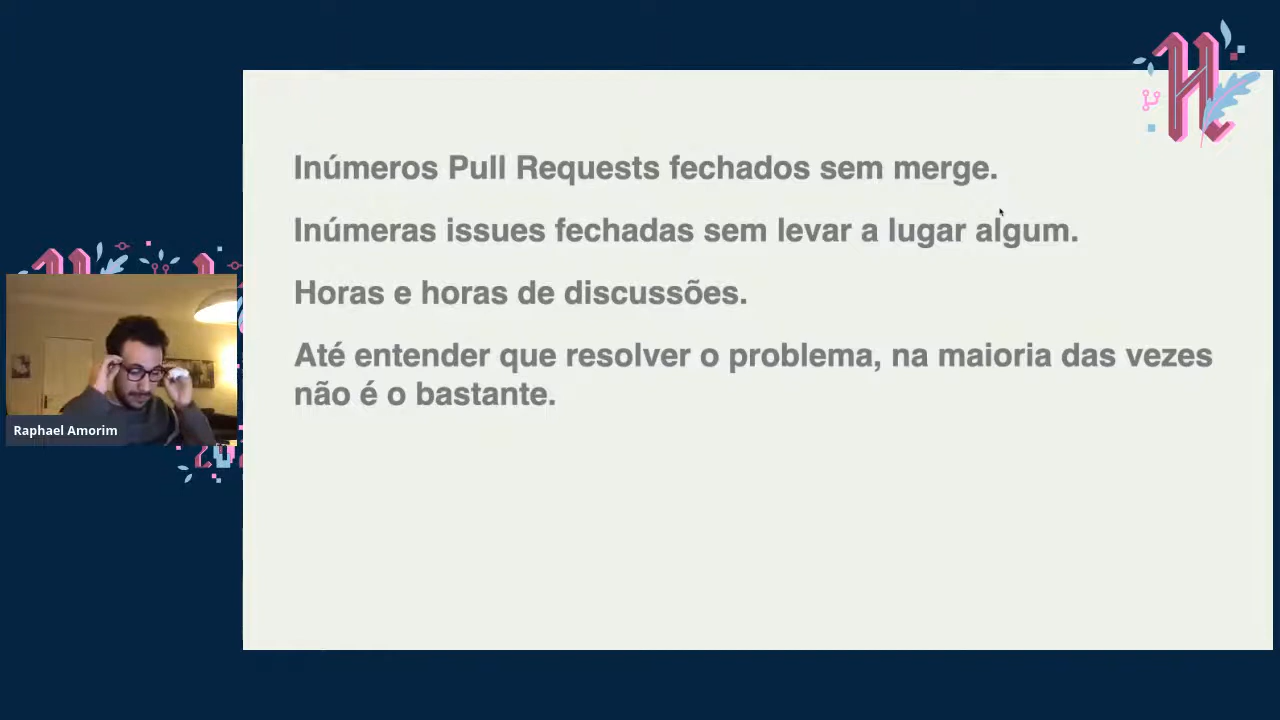 Inúmeros Pull Requests fechados sem merge.
Inúmeras issues fechadas sem levar a lugar algum.
Horas e horas de discussões.
Até entender que resolver o problema, na maioria das vezes
não é o bastante.
Raphael Amorim